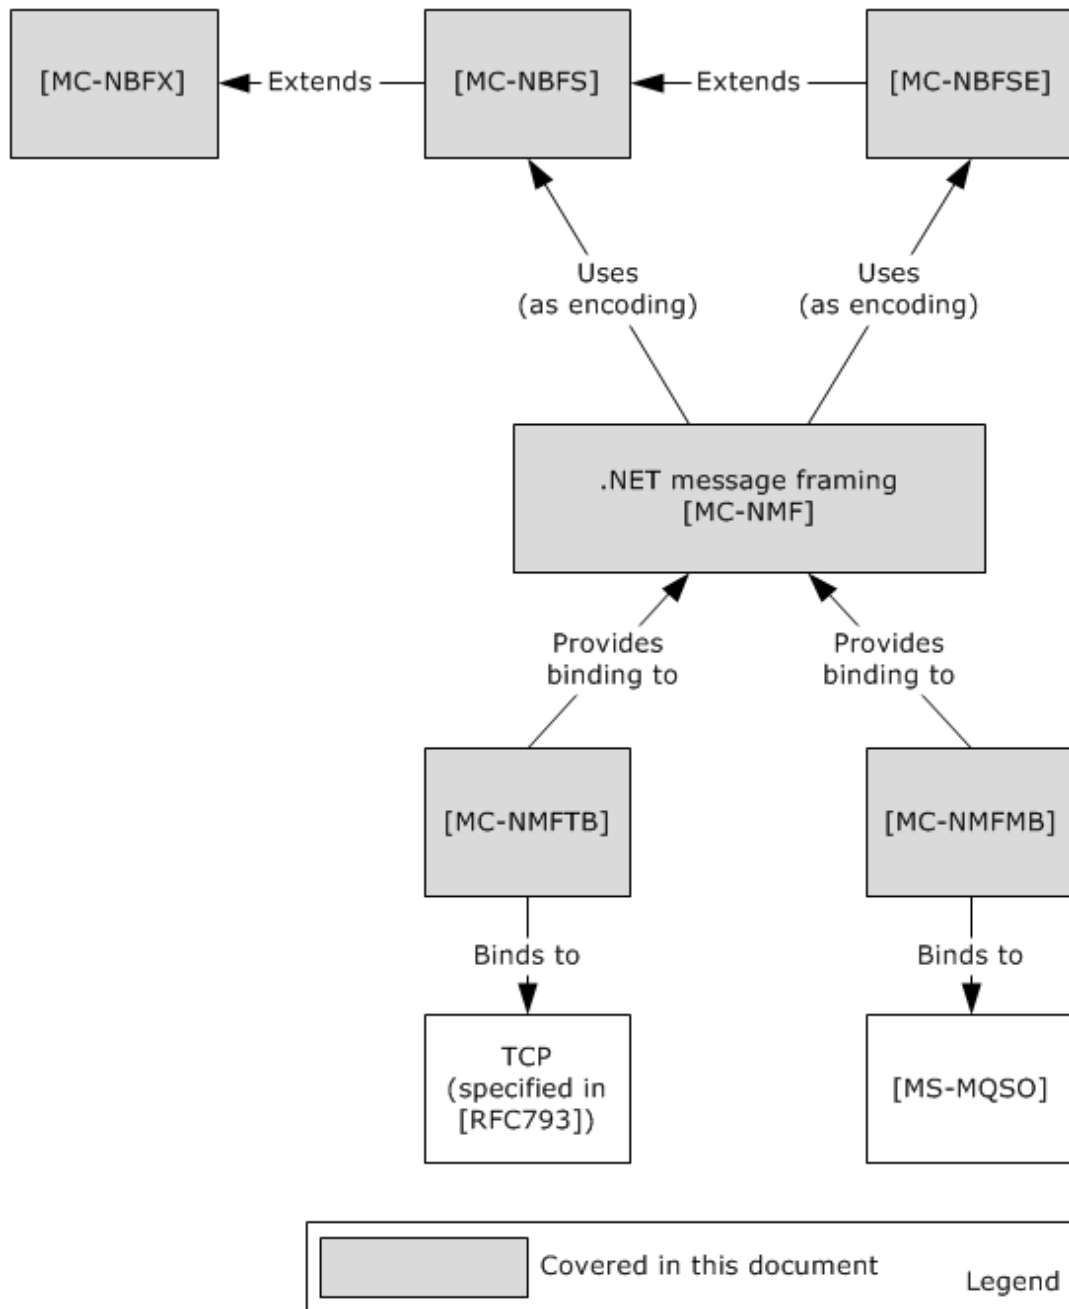 [MC-NBFX]
Extends
[MC-NBFS]
Extends
[MC-NBFSE]
Uses
(as encoding)
Uses
(as encoding)
.NET message framing
[MC-NMF]
Provides
binding to
Provides
binding to
[MC-NMFTB]
[MC-NMFMB]
Binds to
Binds to
TCP
(specified in
[RFC793])
[MS-MQSO]
Covered in this document
Legend